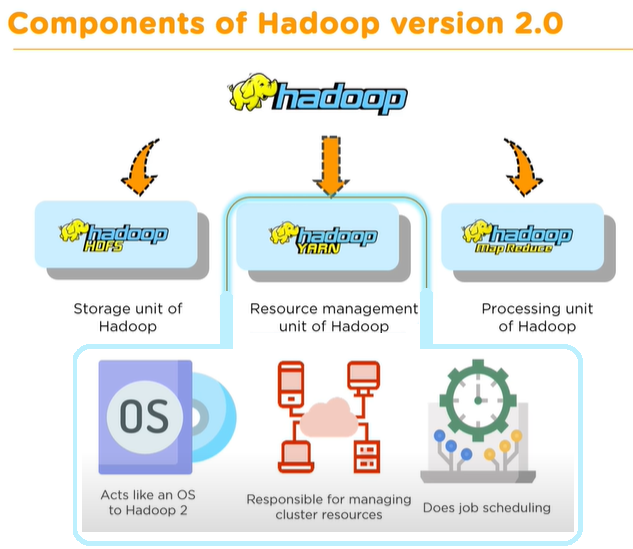 Components of Hadoop version 2.0
hadoop
hadoop
HDFS
hadoop
YARN
hadoop
Map Reduce
Storage unit of
Hadoop
Resource management
unit of Hadoop
Processing unit
of Hadoop
OS
Acts like an OS
to Hadoop 2
Responsible for managing
cluster resources
Does job scheduling